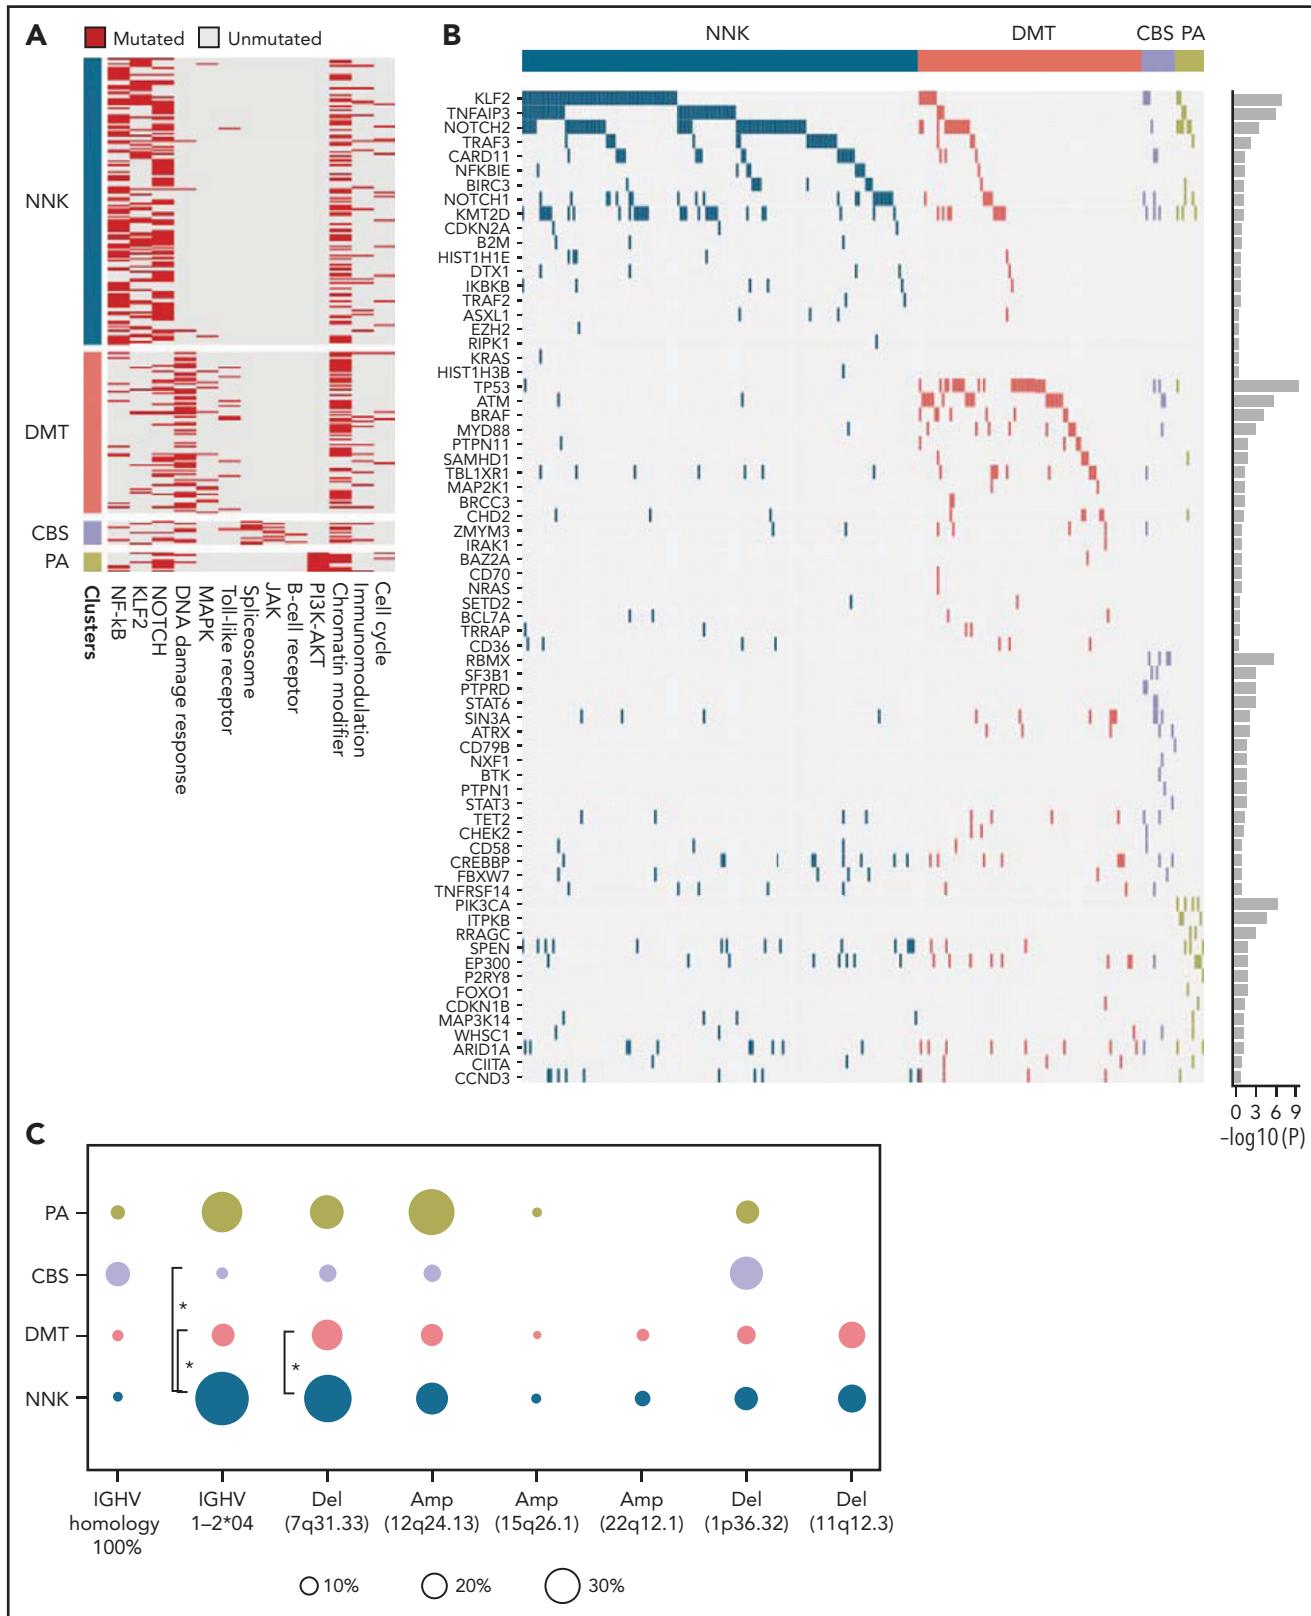 A
Mutated
Unmutated
NNK
DMT
CBS
PA
Clusters
NF-kB
KLF2
NOTCH
DNA damage response
MAPK
Toll-like receptor
Spliceosome
JAK
B-cell receptor
PI3K-AKT
Chromatin modifier
Immunomodulation
Cell cycle
B
NNK DMT CBS PA
KLF2
TNFAIP3
NOTCH2
TRAF3
CARD11
NFKBIE
BIRC3
NOTCH1
KMT2D
CDKN2A
B2M
HIST1H1E
DTX1
IKBKB
TRAF2
ASXL1
EZH2
RIPK1
KRAS
HIST1H3B
TP53
ATM
BRAF
MYD88
PTPN11
SAMHD1
TBL1XR1
MAP2K1
BRCC3
CHD2
ZMYM3
IRAK1
BAZ2A
CD70
NRAS
SETD2
BCL7A
TRRAP
CD36
RBMX
SF3B1
PTPRD
STAT6
SIN3A
ATRX
CD79B
NXF1
BTK
PTPN1
STAT3
TET2
CHEK2
CD58
CREBBP
FBXW7
TNFRSF14
PIK3CA
ITPKB
RRAGC
SPEN
EP300
P2RY8
FOXO1
CDKN1B
MAP3K14
WHSC1
ARID1A
CIITA
CCND3
0 3 6 9
–log10(P)
C
PA
CBS
DMT
NNK
*
*
*
IGHV
homology
100%
IGHV
1–2*04
Del
(7q31.33)
Amp
(12q24.13)
Amp
(15q26.1)
Amp
(22q12.1)
Del
(1p36.32)
Del
(11q12.3)
10%
20%
30%